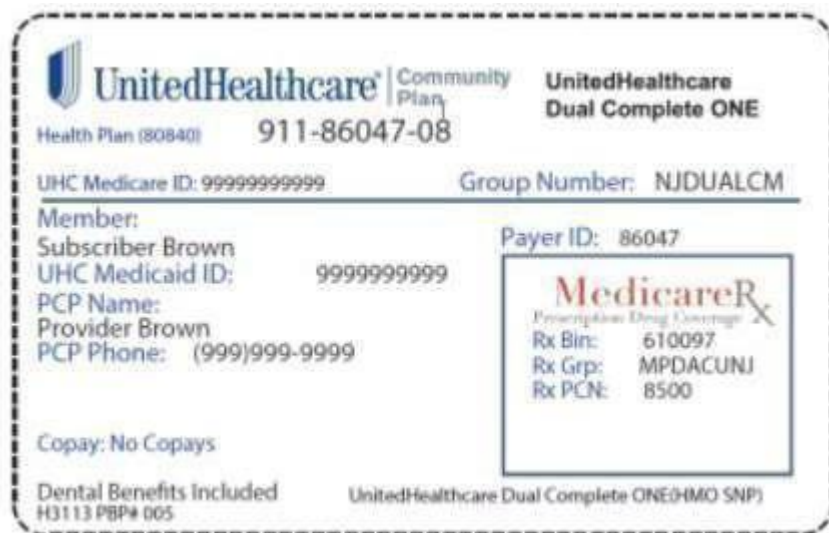 UnitedHealthcare® Community Plan
UnitedHealthcare Dual Complete ONE
Health Plan (80840) 911-86047-08
UHC Medicare ID: 99999999999 Group Number: NJDUALCM
Member:
Subscriber Brown
UHC Medicaid ID: 9999999999
PCP Name:
Provider Brown
PCP Phone: (999)999-9999
Payer ID: 86047
MedicareRx
Prescription Drug Coverage
Rx Bin: 610097
Rx Grp: MPDACUNJ
Rx PCN: 8500
Copay: No Copays
Dental Benefits Included
H3113 PBP# 005
UnitedHealthcare Dual Complete ONE(HMO SNP)